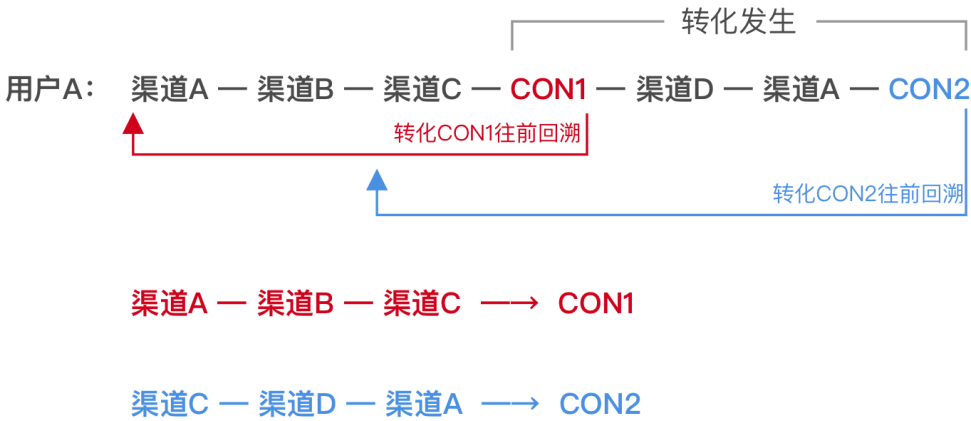 转化发生
用户A： 渠道A — 渠道B — 渠道C — CON1 — 渠道D — 渠道A — CON2
转化CON1往前回溯
转化CON2往前回溯
渠道A — 渠道B — 渠道C —→ CON1
渠道C — 渠道D — 渠道A —→ CON2